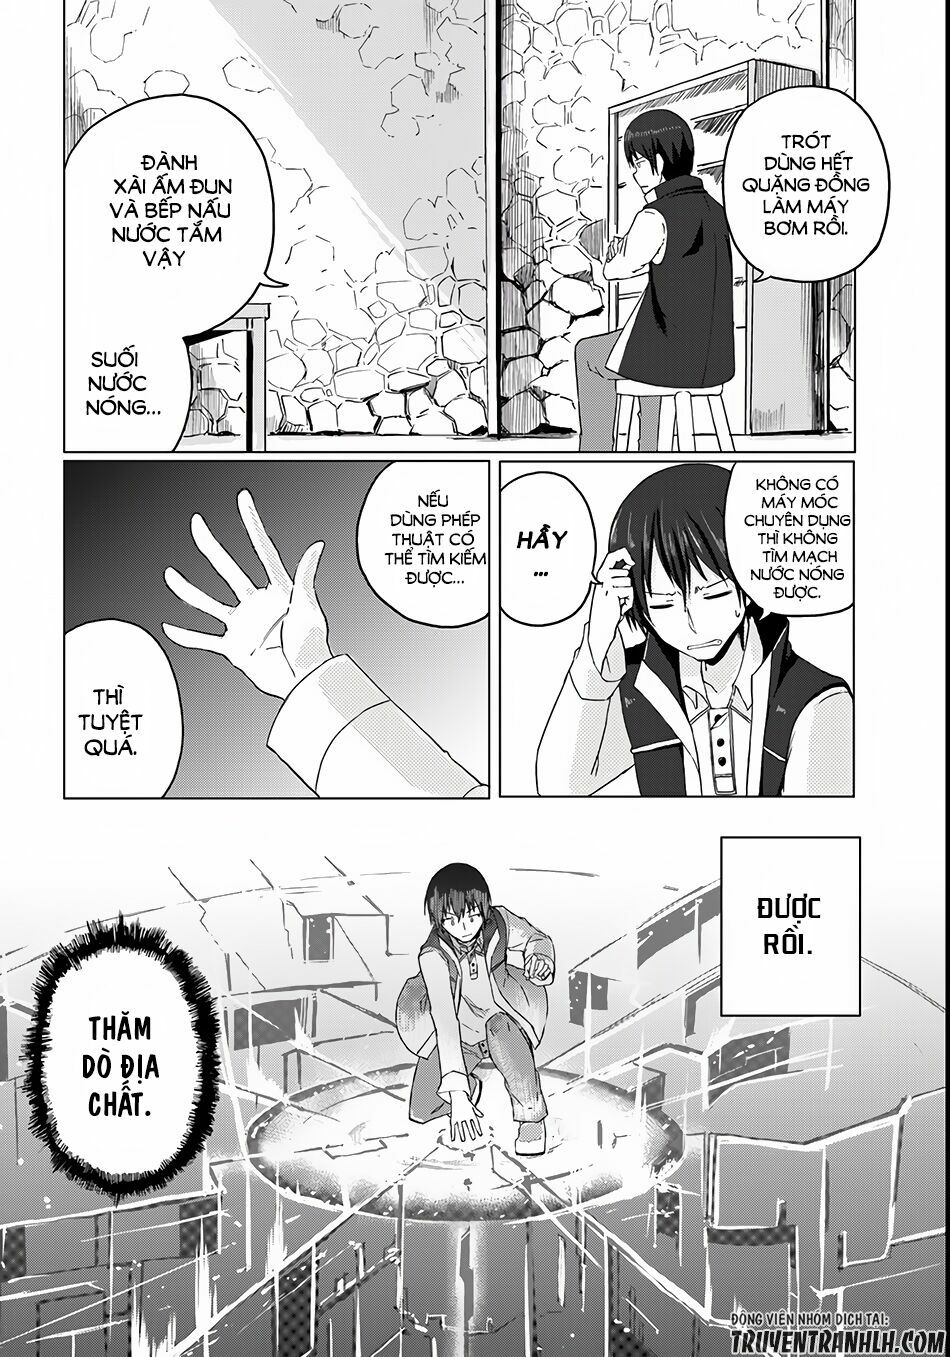 TRÓT
DÙNG HẾT
QUẶNG ĐỒNG
LÀM MÁY
BƠM RỒI.
ĐÀNH
XÀI ẤM ĐUN
VÀ BẾP NẤU
NƯỚC TẮM
VẬY
SUỐI
NƯỚC
NÓNG...
KHÔNG CÓ
MÁY MÓC
CHUYÊN DỤNG
THÌ KHÔNG
TÌM MẠCH
NƯỚC NÓNG
ĐƯỢC.
HẦY
...
NẾU
DÙNG PHÉP
THUẬT CÓ
THỂ TÌM KIẾM
ĐƯỢC...
THÌ
TUYỆT
QUÁ.
ĐƯỢC
RỒI.
THĂM
DÒ ĐỊA
CHẤT.
ĐỘNG VIÊN NHÓM DỊCH TẠI:
TRUYENTRANHLH.COM